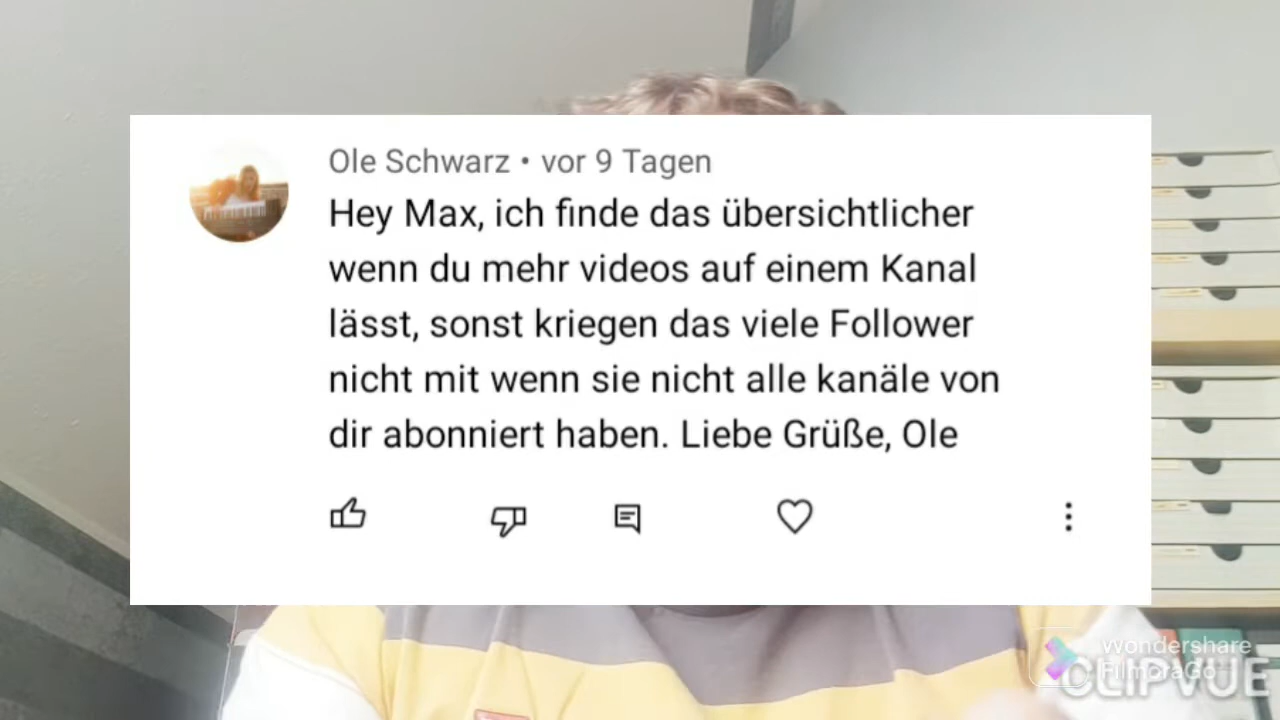 Ole Schwarz • vor 9 Tagen
Hey Max, ich finde das übersichtlicher
wenn du mehr videos auf einem Kanal
lässt, sonst kriegen das viele Follower
nicht mit wenn sie nicht alle kanäle von
dir abonniert haben. Liebe Grüße, Ole
Wondershare
FilmoraGo
CLIPVUE